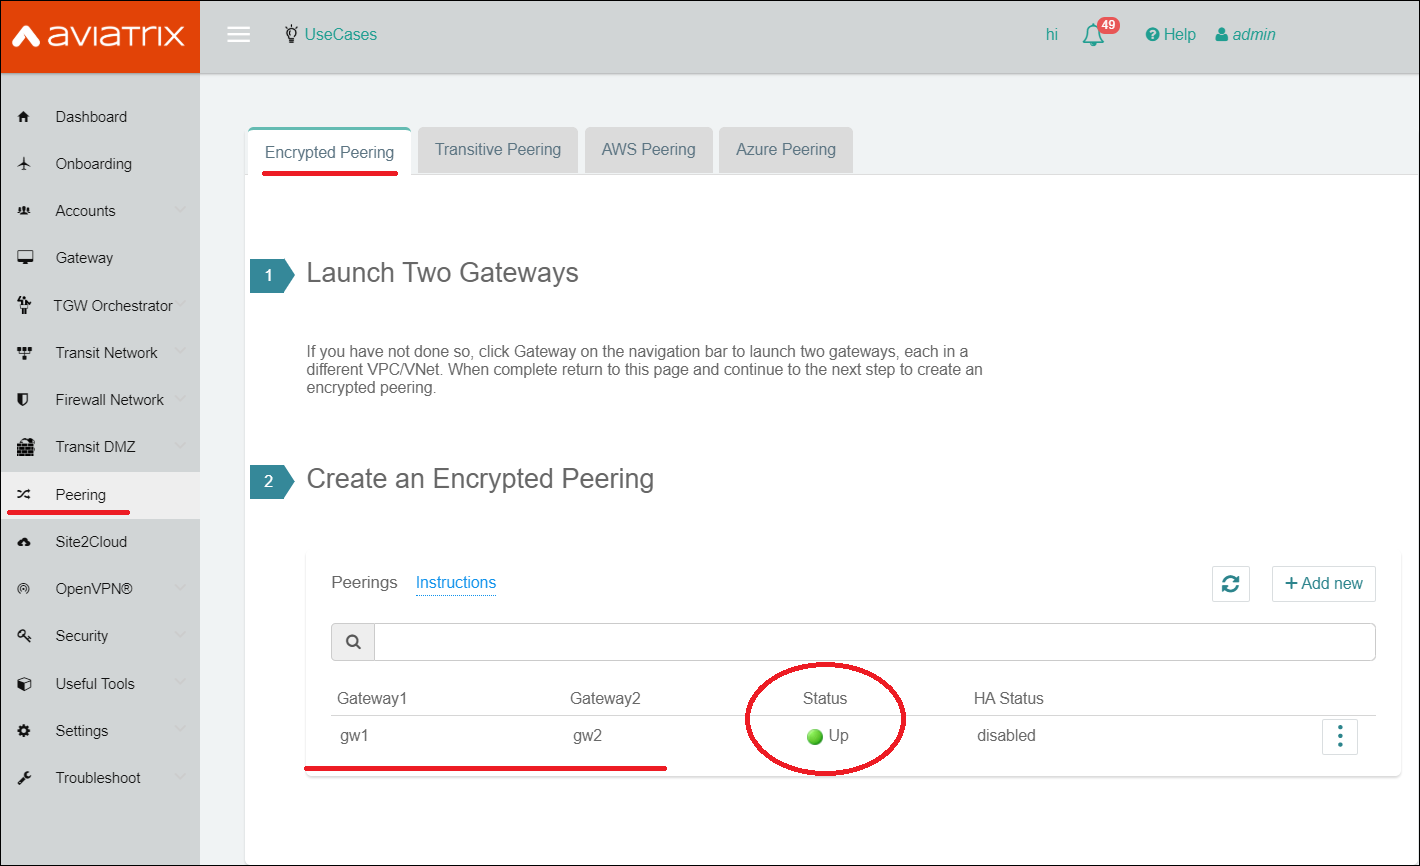 aviatrix
UseCases
hi
49
Help
admin
Dashboard
Onboarding
Accounts
Gateway
TGW Orchestrator
Transit Network
Firewall Network
Transit DMZ
Peering
Site2Cloud
OpenVPN®
Security
Useful Tools
Settings
Troubleshoot
Encrypted Peering
Transitive Peering
AWS Peering
Azure Peering
1 Launch Two Gateways
If you have not done so, click Gateway on the navigation bar to launch two gateways, each in a
different VPC/VNet. When complete return to this page and continue to the next step to create an
encrypted peering.
2 Create an Encrypted Peering
Peerings Instructions
+ Add new
Gateway1 Gateway2 Status HA Status
gw1 gw2 Up disabled